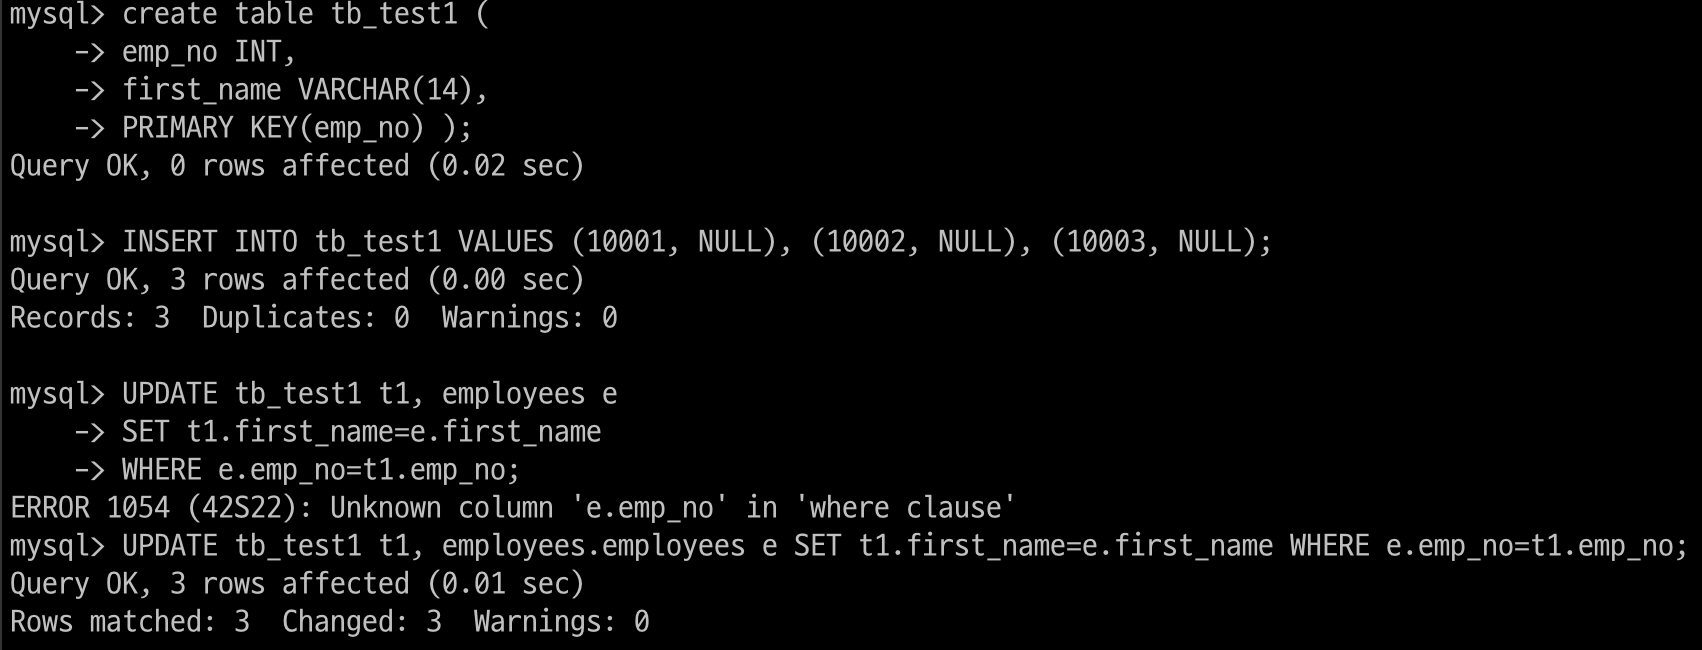 mysql> create table tb_test1 (
    -> emp_no INT,
    -> first_name VARCHAR(14),
    -> PRIMARY KEY(emp_no) );
Query OK, 0 rows affected (0.02 sec)

mysql> INSERT INTO tb_test1 VALUES (10001, NULL), (10002, NULL), (10003, NULL);
Query OK, 3 rows affected (0.00 sec)
Records: 3  Duplicates: 0  Warnings: 0

mysql> UPDATE tb_test1 t1, employees e
    -> SET t1.first_name=e.first_name
    -> WHERE e.emp_no=t1.emp_no;
ERROR 1054 (42S22): Unknown column 'e.emp_no' in 'where clause'
mysql> UPDATE tb_test1 t1, employees.employees e SET t1.first_name=e.first_name WHERE e.emp_no=t1.emp_no;
Query OK, 3 rows affected (0.01 sec)
Rows matched: 3  Changed: 3  Warnings: 0